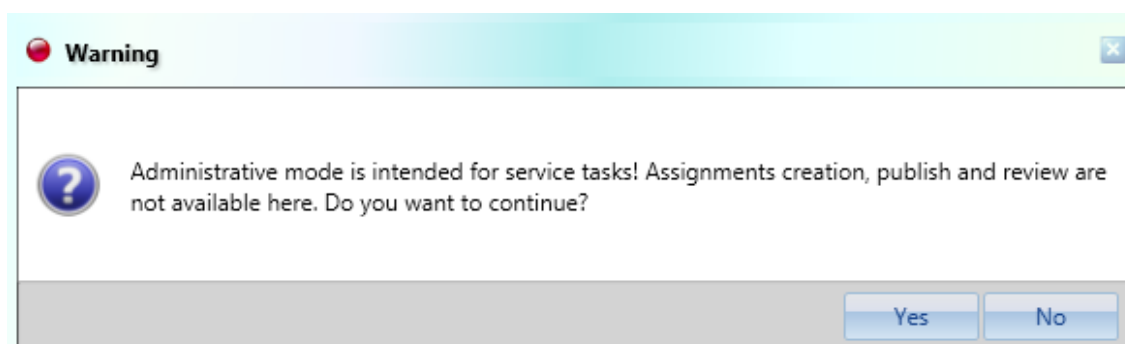 Warning
Administrative mode is intended for service tasks! Assignments creation, publish and review are
not available here. Do you want to continue?
Yes
No